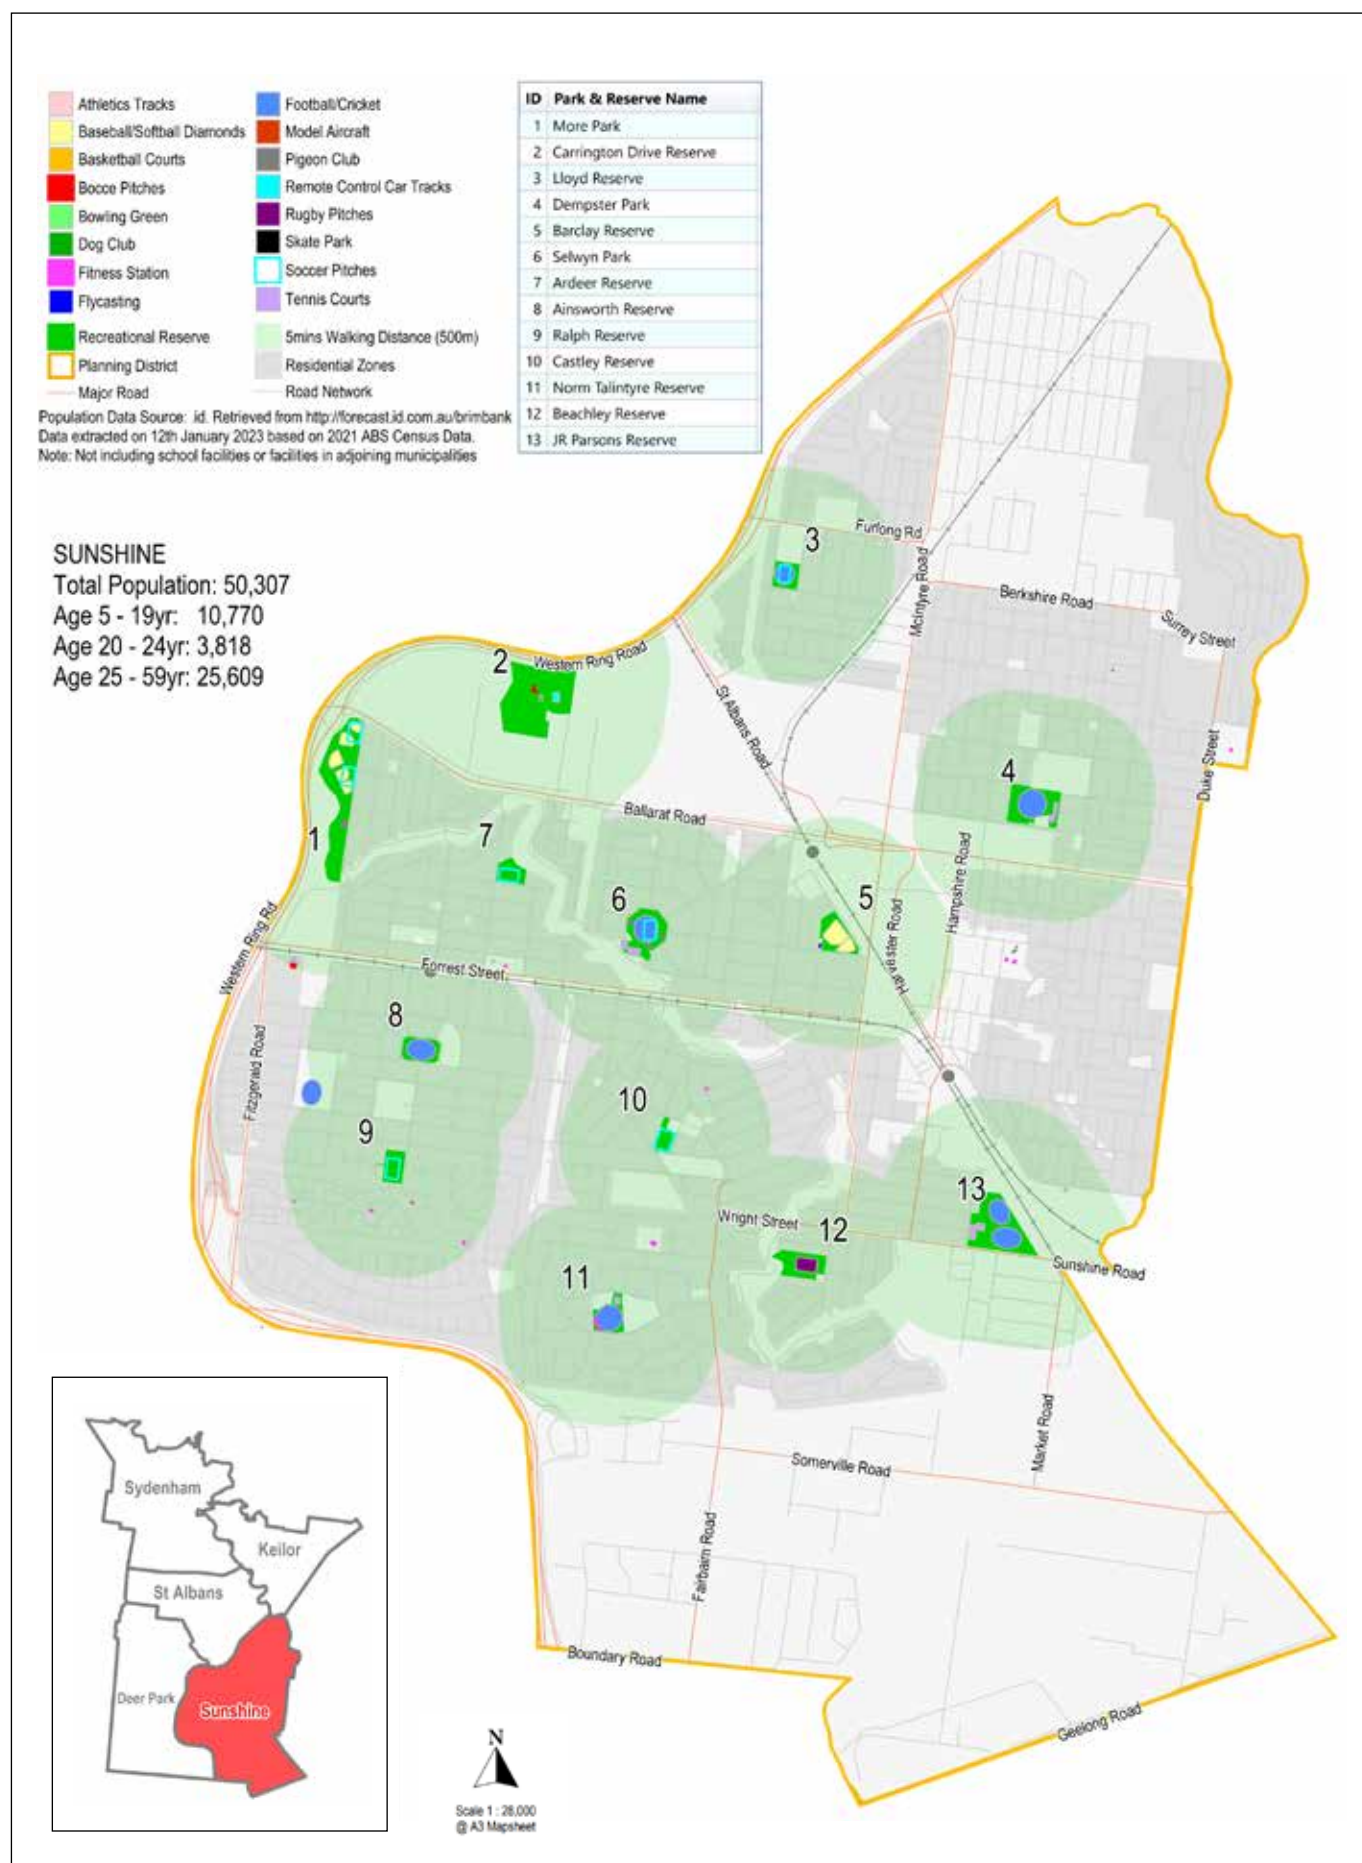 Athletics Tracks
Baseball/Softball Diamonds
Basketball Courts
Bocce Pitches
Bowling Green
Dog Club
Fitness Station
Flycasting
Recreational Reserve
Planning District
Major Road
Football/Cricket
Model Aircraft
Pigeon Club
Remote Control Car Tracks
Rugby Pitches
Skate Park
Soccer Pitches
Tennis Courts
5mins Walking Distance (500m)
Residential Zones
Road Network
Population Data Source: .id. Retrieved from http://forecast.id.com.au/brimbank
Data extracted on 12th January 2023 based on 2021 ABS Census Data.
Note: Not including school facilities or facilities in adjoining municipalities
ID Park & Reserve Name
1 More Park
2 Carrington Drive Reserve
3 Lloyd Reserve
4 Dempster Park
5 Barclay Reserve
6 Selwyn Park
7 Ardeer Reserve
8 Ainsworth Reserve
9 Ralph Reserve
10 Castley Reserve
11 Norm Talintyre Reserve
12 Beachley Reserve
13 JR Parsons Reserve
SUNSHINE
Total Population: 50,307
Age 5 - 19yr: 10,770
Age 20 - 24yr: 3,818
Age 25 - 59yr: 25,609
3
Furlong Rd
McIntyre Road
Berkshire Road
Surrey Street
2
Western Ring Road
St Albans Road
4
Duke Street
1
7
Ballarat Road
Hampshire Road
6
5
Harvester Road
Western Ring Rd
Forrest Street
8
Fitzgerald Road
10
9
13
Wright Street
12
Sunshine Road
11
Market Road
Somerville Road
Fairbairn Road
Boundary Road
Geelong Road
Sydenham
Keilor
St Albans
Deer Park
Sunshine
N
Scale 1 : 28,000
@ A3 Mapsheet